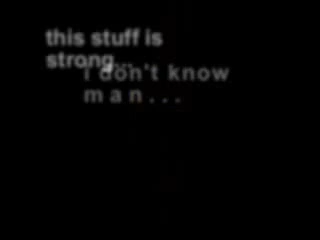 this stuff is
strong...
i don't know
m a n . . .